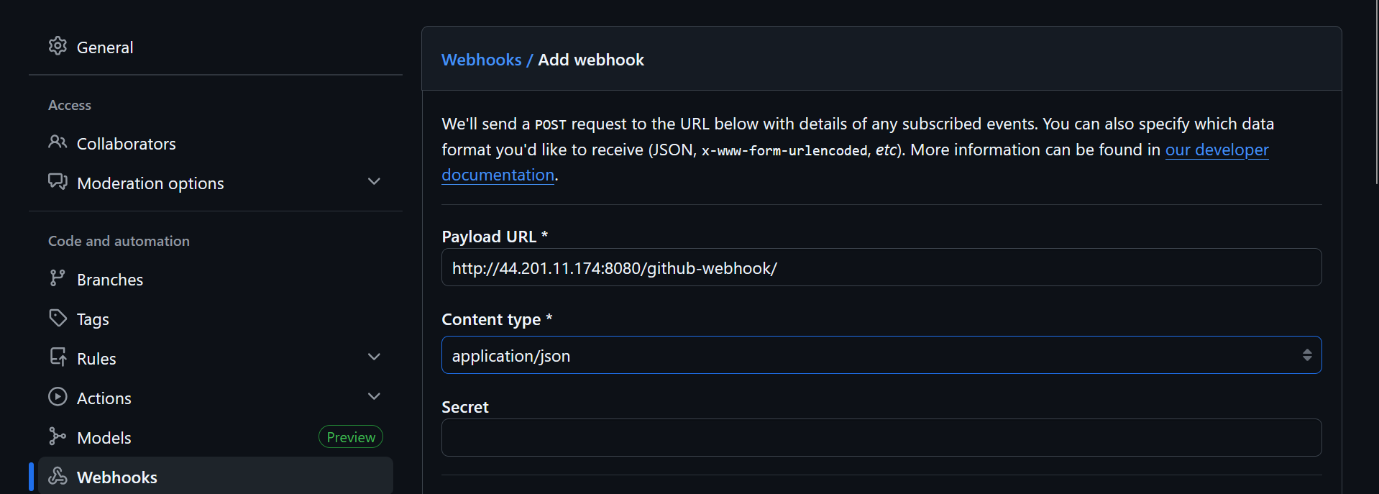 General
Access
Collaborators
Moderation options
Code and automation
Branches
Tags
Rules
Actions
Models
Preview
Webhooks
Webhooks / Add webhook
We'll send a POST request to the URL below with details of any subscribed events. You can also specify which data
format you'd like to receive (JSON, x-www-form-urlencoded, etc). More information can be found in our developer
documentation.
Payload URL *
http://44.201.11.174:8080/github-webhook/
Content type *
application/json
Secret